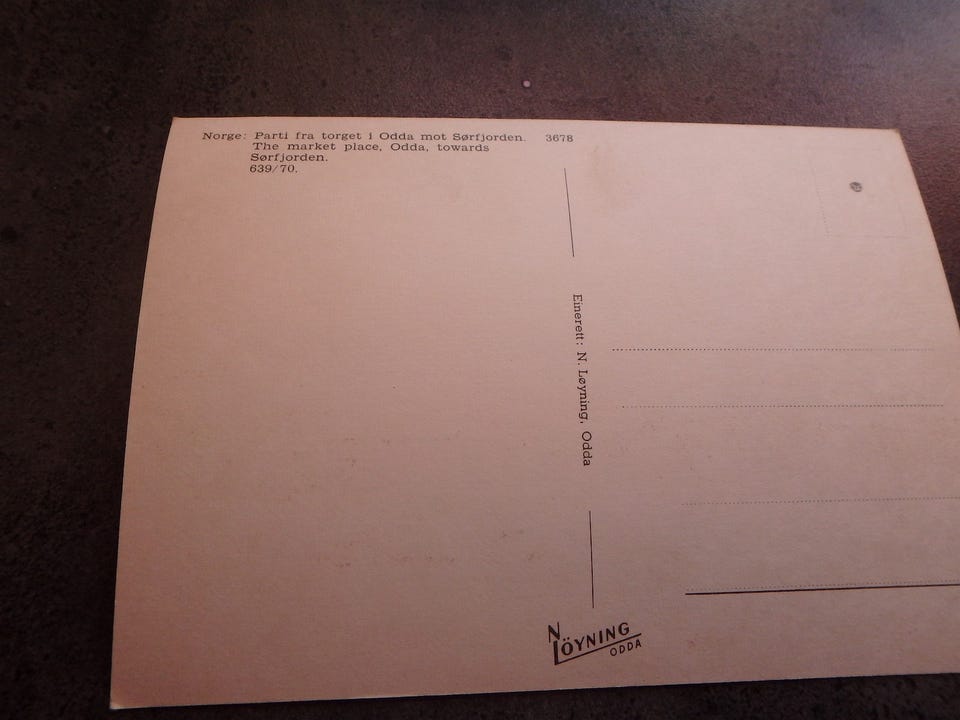 Norge: Parti fra torget i Odda mot Sørfjorden. 3678
The market place, Odda, towards
Sørfjorden.
639/70.
Einerett: N. Løyning, Odda
N LÖYNING
ODDA